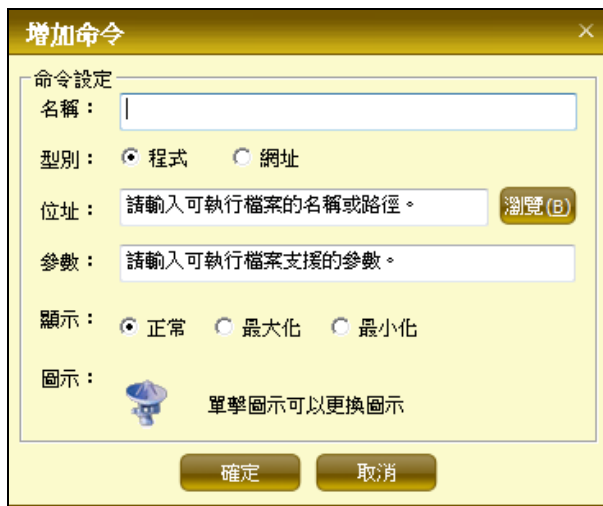 增加命令
命令設定
名稱：
型別： 程式 網址
位址： 請輸入可執行檔案的名稱或路徑。 瀏覽(B)
參數： 請輸入可執行檔案支援的參數。
顯示： 正常 最大化 最小化
圖示： 單擊圖示可以更換圖示
確定 取消